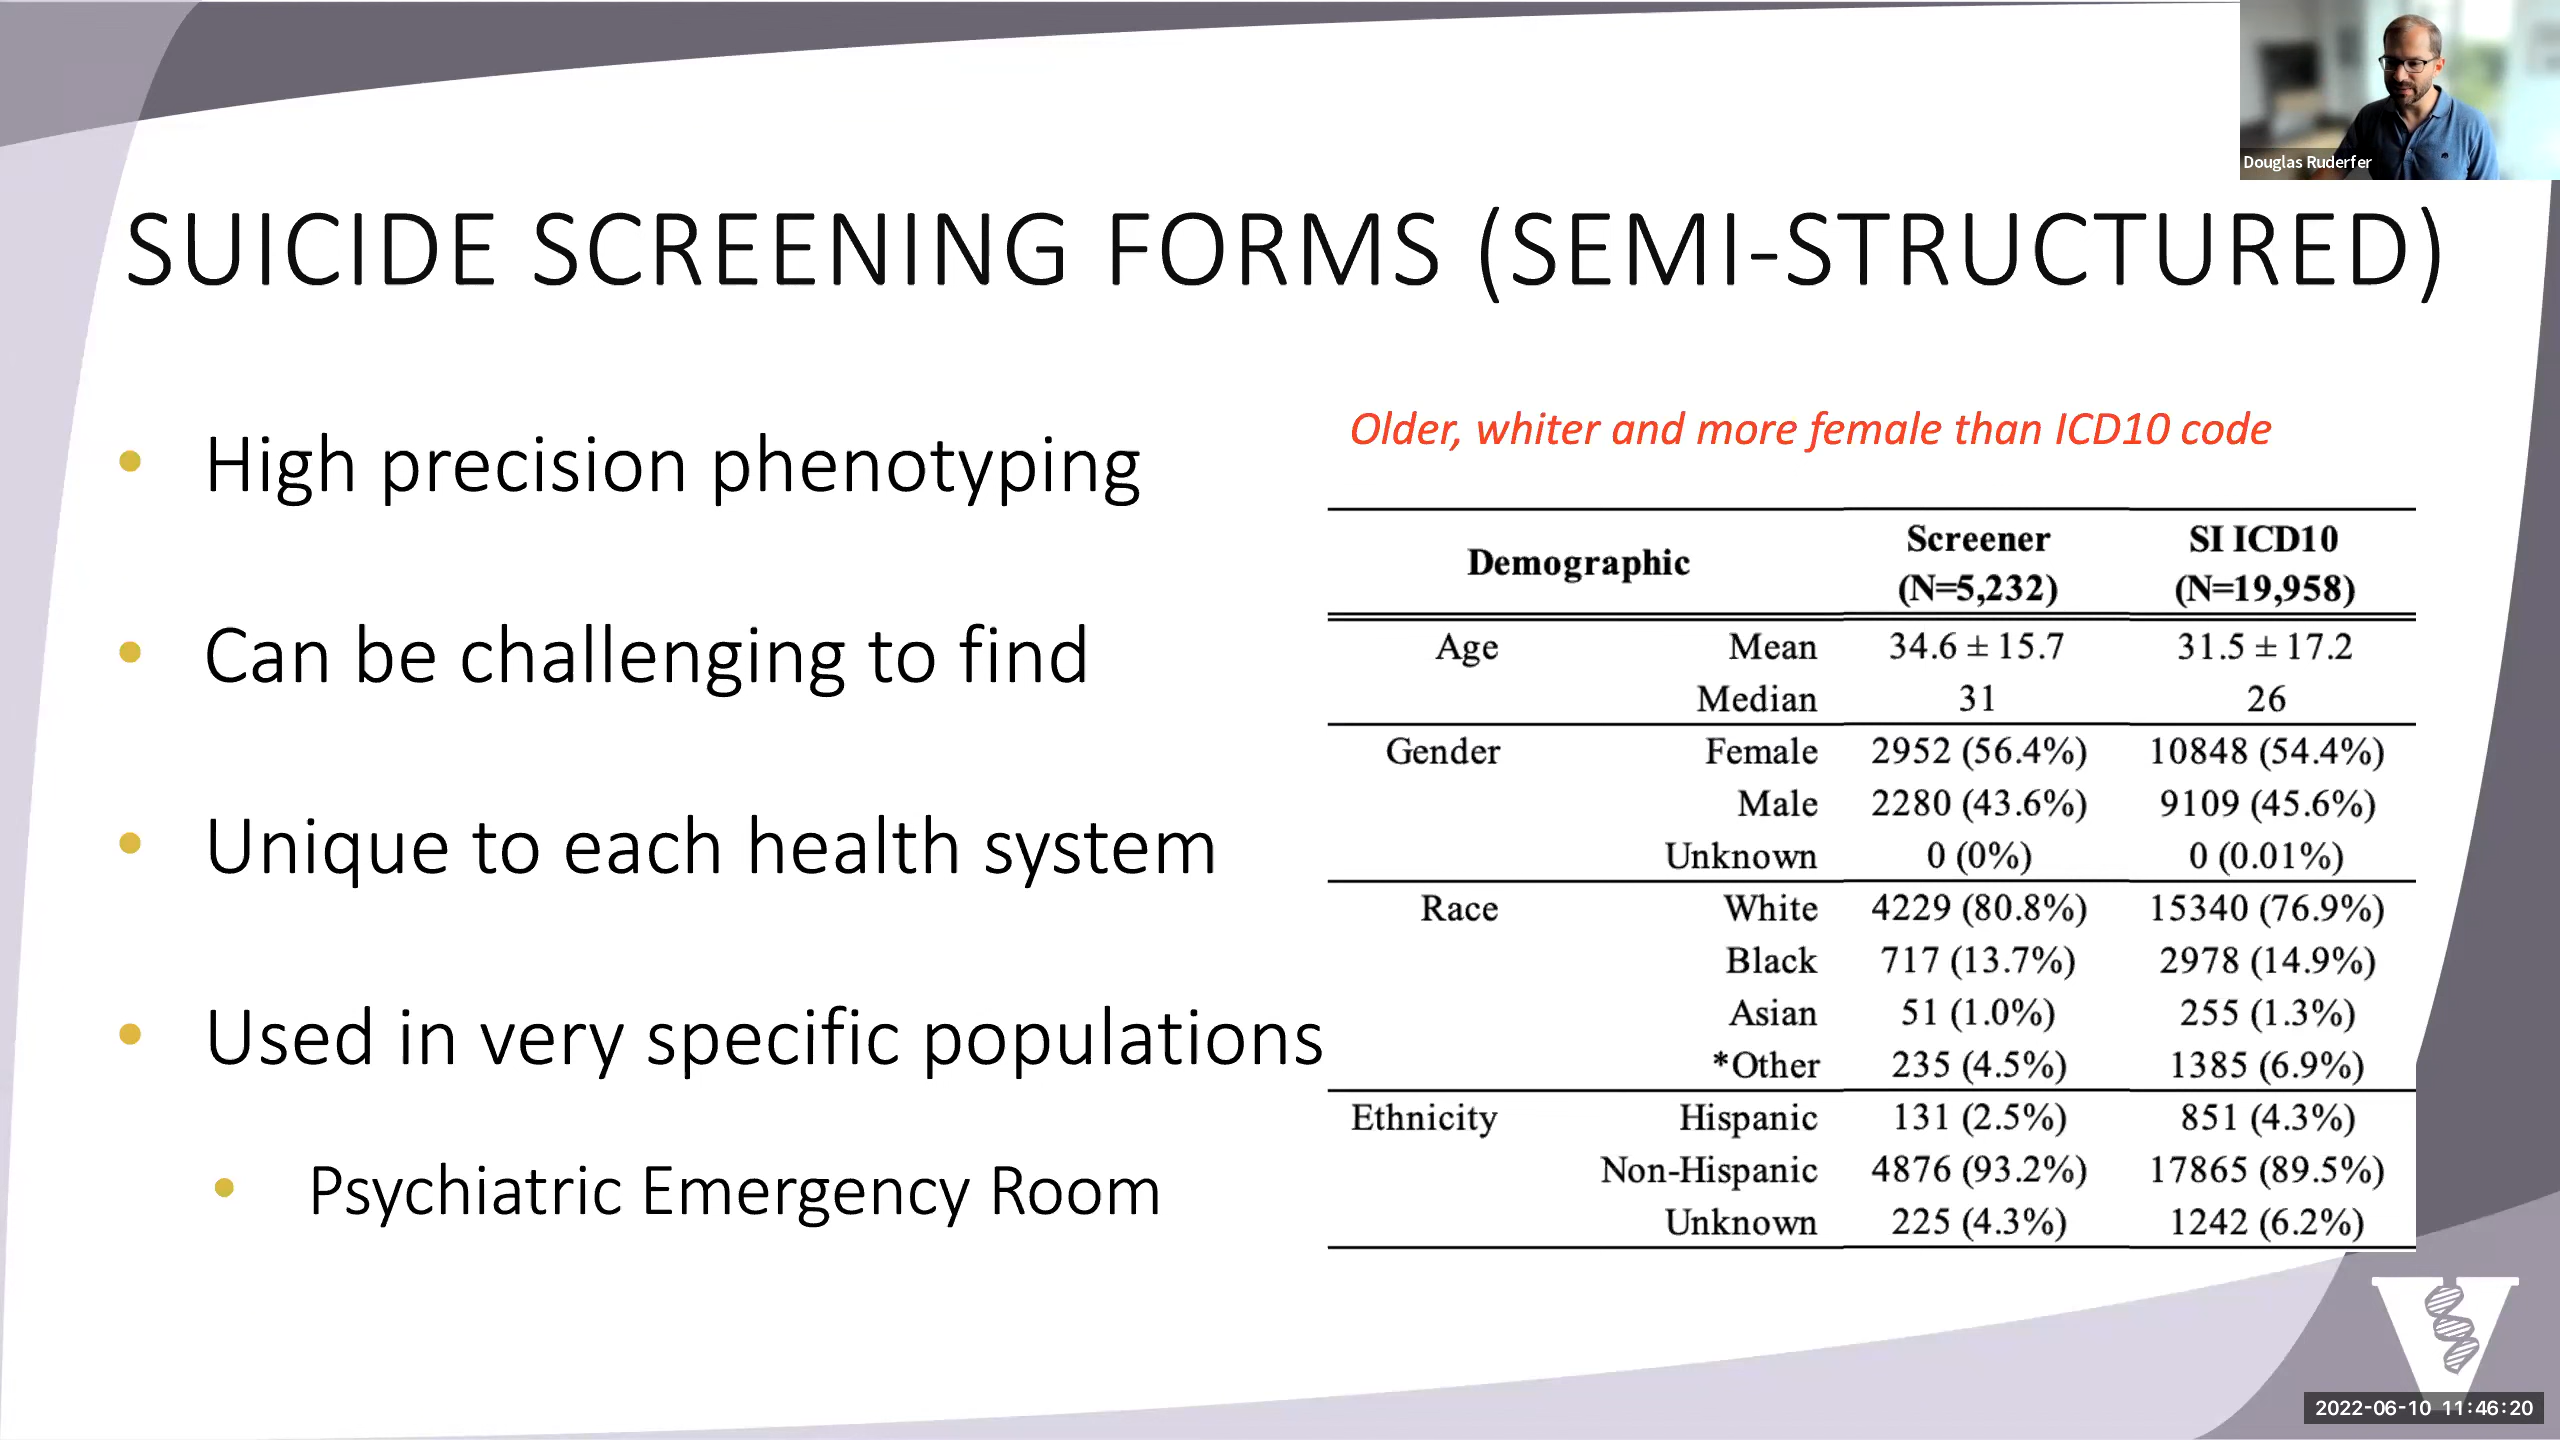 Douglas Ruderfer
SUICIDE SCREENING FORMS (SEMI-STRUCTURED)
• High precision phenotyping
• Can be challenging to find
• Unique to each health system
• Used in very specific populations
• Psychiatric Emergency Room
Older, whiter and more female than ICD10 code
Demographic Screener (N=5,232) SI ICD10 (N=19,958)
Age Mean 34.6 ± 15.7 31.5 ± 17.2
Median 31 26
Gender Female 2952 (56.4%) 10848 (54.4%)
Male 2280 (43.6%) 9109 (45.6%)
Unknown 0 (0%) 0 (0.01%)
Race White 4229 (80.8%) 15340 (76.9%)
Black 717 (13.7%) 2978 (14.9%)
Asian 51 (1.0%) 255 (1.3%)
*Other 235 (4.5%) 1385 (6.9%)
Ethnicity Hispanic 131 (2.5%) 851 (4.3%)
Non-Hispanic 4876 (93.2%) 17865 (89.5%)
Unknown 225 (4.3%) 1242 (6.2%)
V
2022-06-10 11:46:20